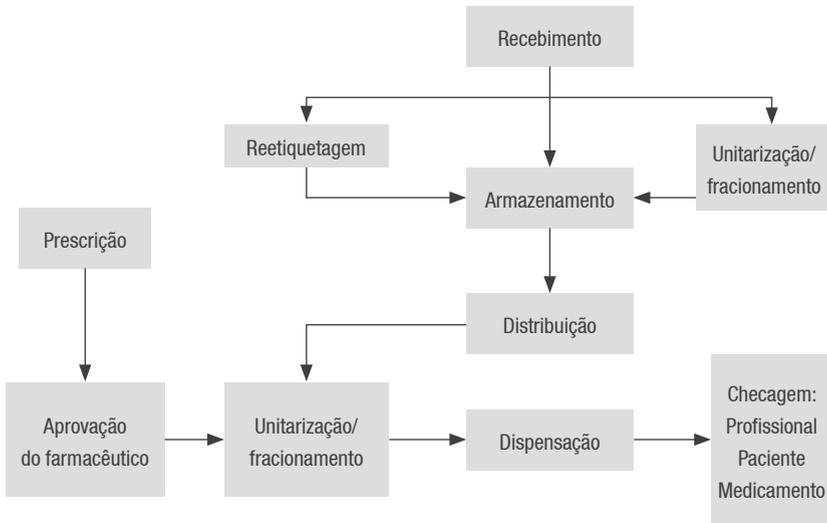 Recebimento
Reetiquetagem
Unitarização/
fracionamento
Armazenamento
Prescrição
Distribuição
Aprovação
do farmacêutico
Unitarização/
fracionamento
Dispensação
Checagem:
Profissional
Paciente
Medicamento